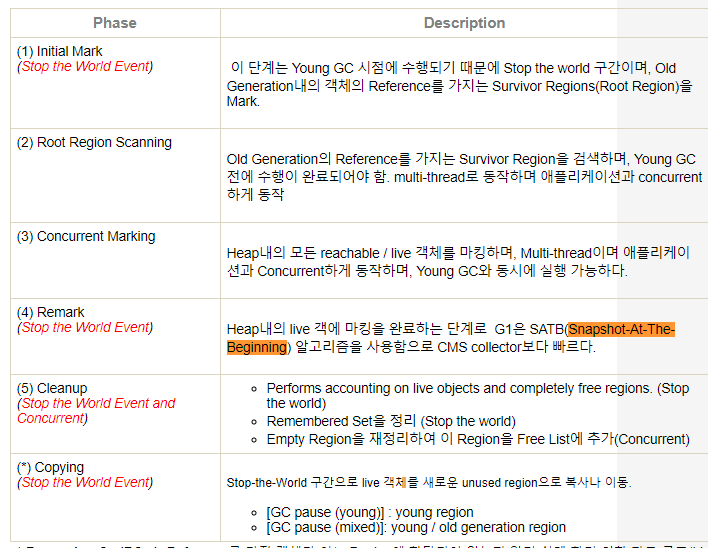 Phase
Description
(1) Initial Mark
(Stop the World Event)
이 단계는 Young GC 시점에 수행되기 때문에 Stop the world 구간이며, Old
Generation내의 객체의 Reference를 가지는 Survivor Regions(Root Region)을
Mark.
(2) Root Region Scanning
Old Generation의 Reference를 가지는 Survivor Region을 검색하며, Young GC
전에 수행이 완료되어야 함. multi-thread로 동작하며 애플리케이션과 concurrent
하게 동작
(3) Concurrent Marking
Heap내의 모든 reachable / live 객체를 마킹하며, Multi-thread이며 애플리케이
션과 Concurrent하게 동작하며, Young GC와 동시에 실행 가능하다.
(4) Remark
(Stop the World Event)
Heap내의 live 객에 마킹을 완료하는 단계로 G1은 SATB(Snapshot-At-The-
Beginning) 알고리즘을 사용함으로 CMS collector보다 빠르다.
(5) Cleanup
(Stop the World Event and
Concurrent)
Performs accounting on live objects and completely free regions. (Stop
the world)
Remembered Set을 정리 (Stop the world)
Empty Region을 재정리하여 이 Region을 Free List에 추가(Concurrent)
(*) Copying
(Stop the World Event)
Stop-the-World 구간으로 live 객체를 새로운 unused region으로 복사나 이동.
[GC pause (young)] : young region
[GC pause (mixed)]: young / old generation region